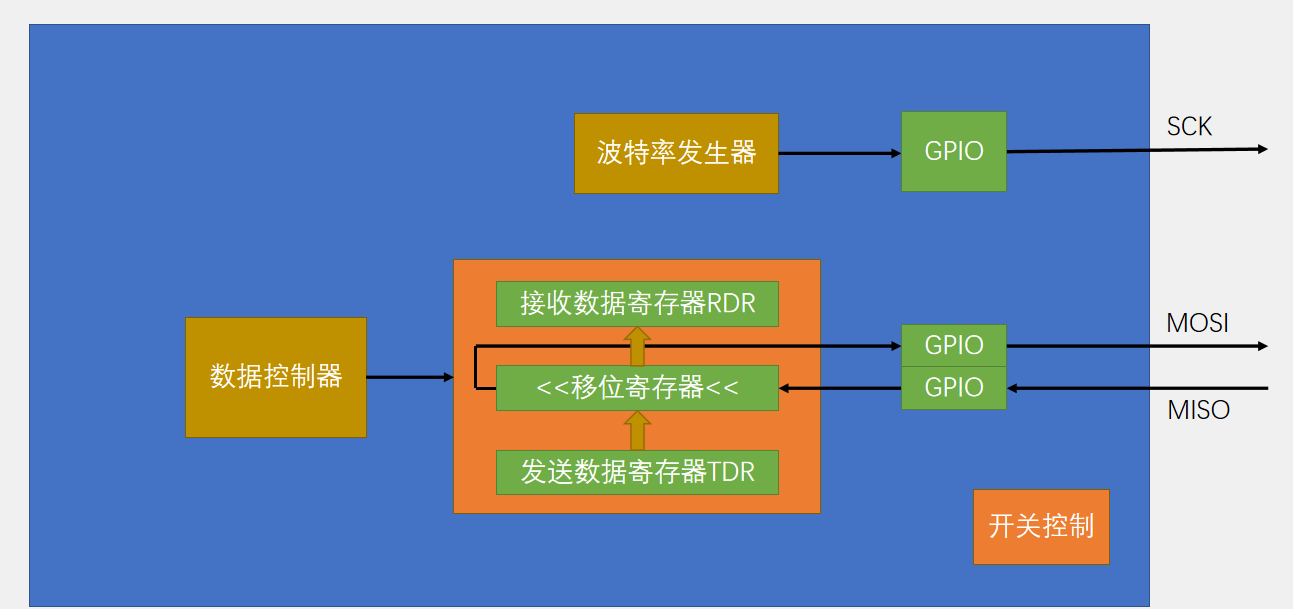 波特率发生器
GPIO
SCK
接收数据寄存器RDR
数据控制器
<<移位寄存器<<
发送数据寄存器TDR
GPIO
GPIO
MOSI
MISO
开关控制